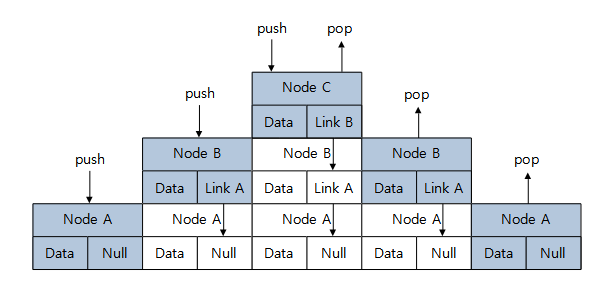 push pop
Node C
push Data Link B pop
Node B Node B Node B
push Data Link A Data Link A Data Link A pop
Node A Node A Node A Node A Node A
Data Null Data Null Data Null Data Null Data Null